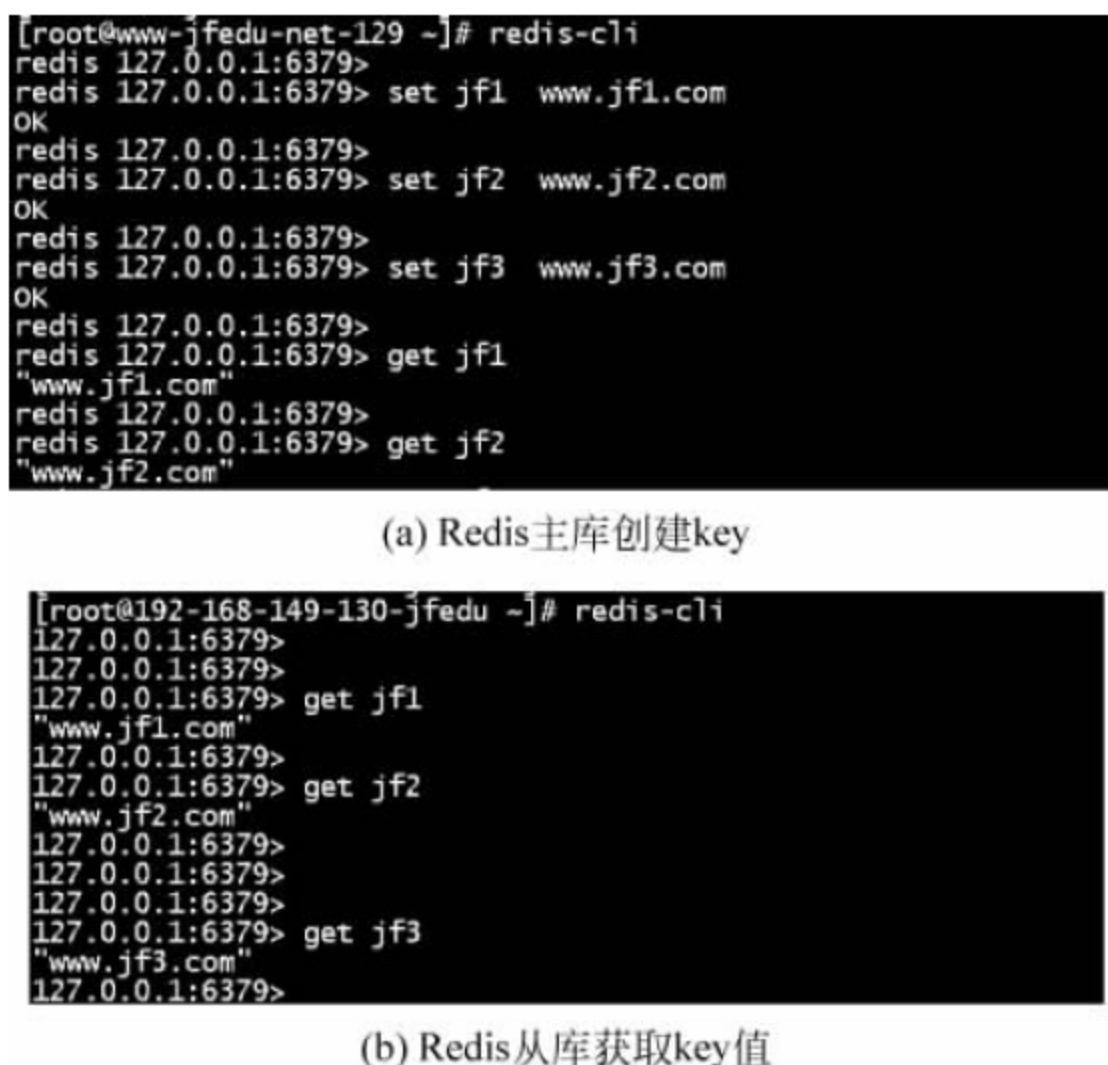 [root@www-jfedu-net-129 ~]# redis-cli
redis 127.0.0.1:6379>
redis 127.0.0.1:6379> set jf1  www.jf1.com
OK
redis 127.0.0.1:6379>
redis 127.0.0.1:6379> set jf2  www.jf2.com
OK
redis 127.0.0.1:6379>
redis 127.0.0.1:6379> set jf3  www.jf3.com
OK
redis 127.0.0.1:6379>
redis 127.0.0.1:6379> get jf1
"www.jf1.com"
redis 127.0.0.1:6379>
redis 127.0.0.1:6379> get jf2
"www.jf2.com"
(a) Redis主库创建key
[root@192-168-149-130-jfedu ~]# redis-cli
127.0.0.1:6379>
127.0.0.1:6379>
127.0.0.1:6379> get jf1
"www.jf1.com"
127.0.0.1:6379>
127.0.0.1:6379> get jf2
"www.jf2.com"
127.0.0.1:6379>
127.0.0.1:6379>
127.0.0.1:6379>
127.0.0.1:6379> get jf3
"www.jf3.com"
127.0.0.1:6379>
(b) Redis从库获取key值